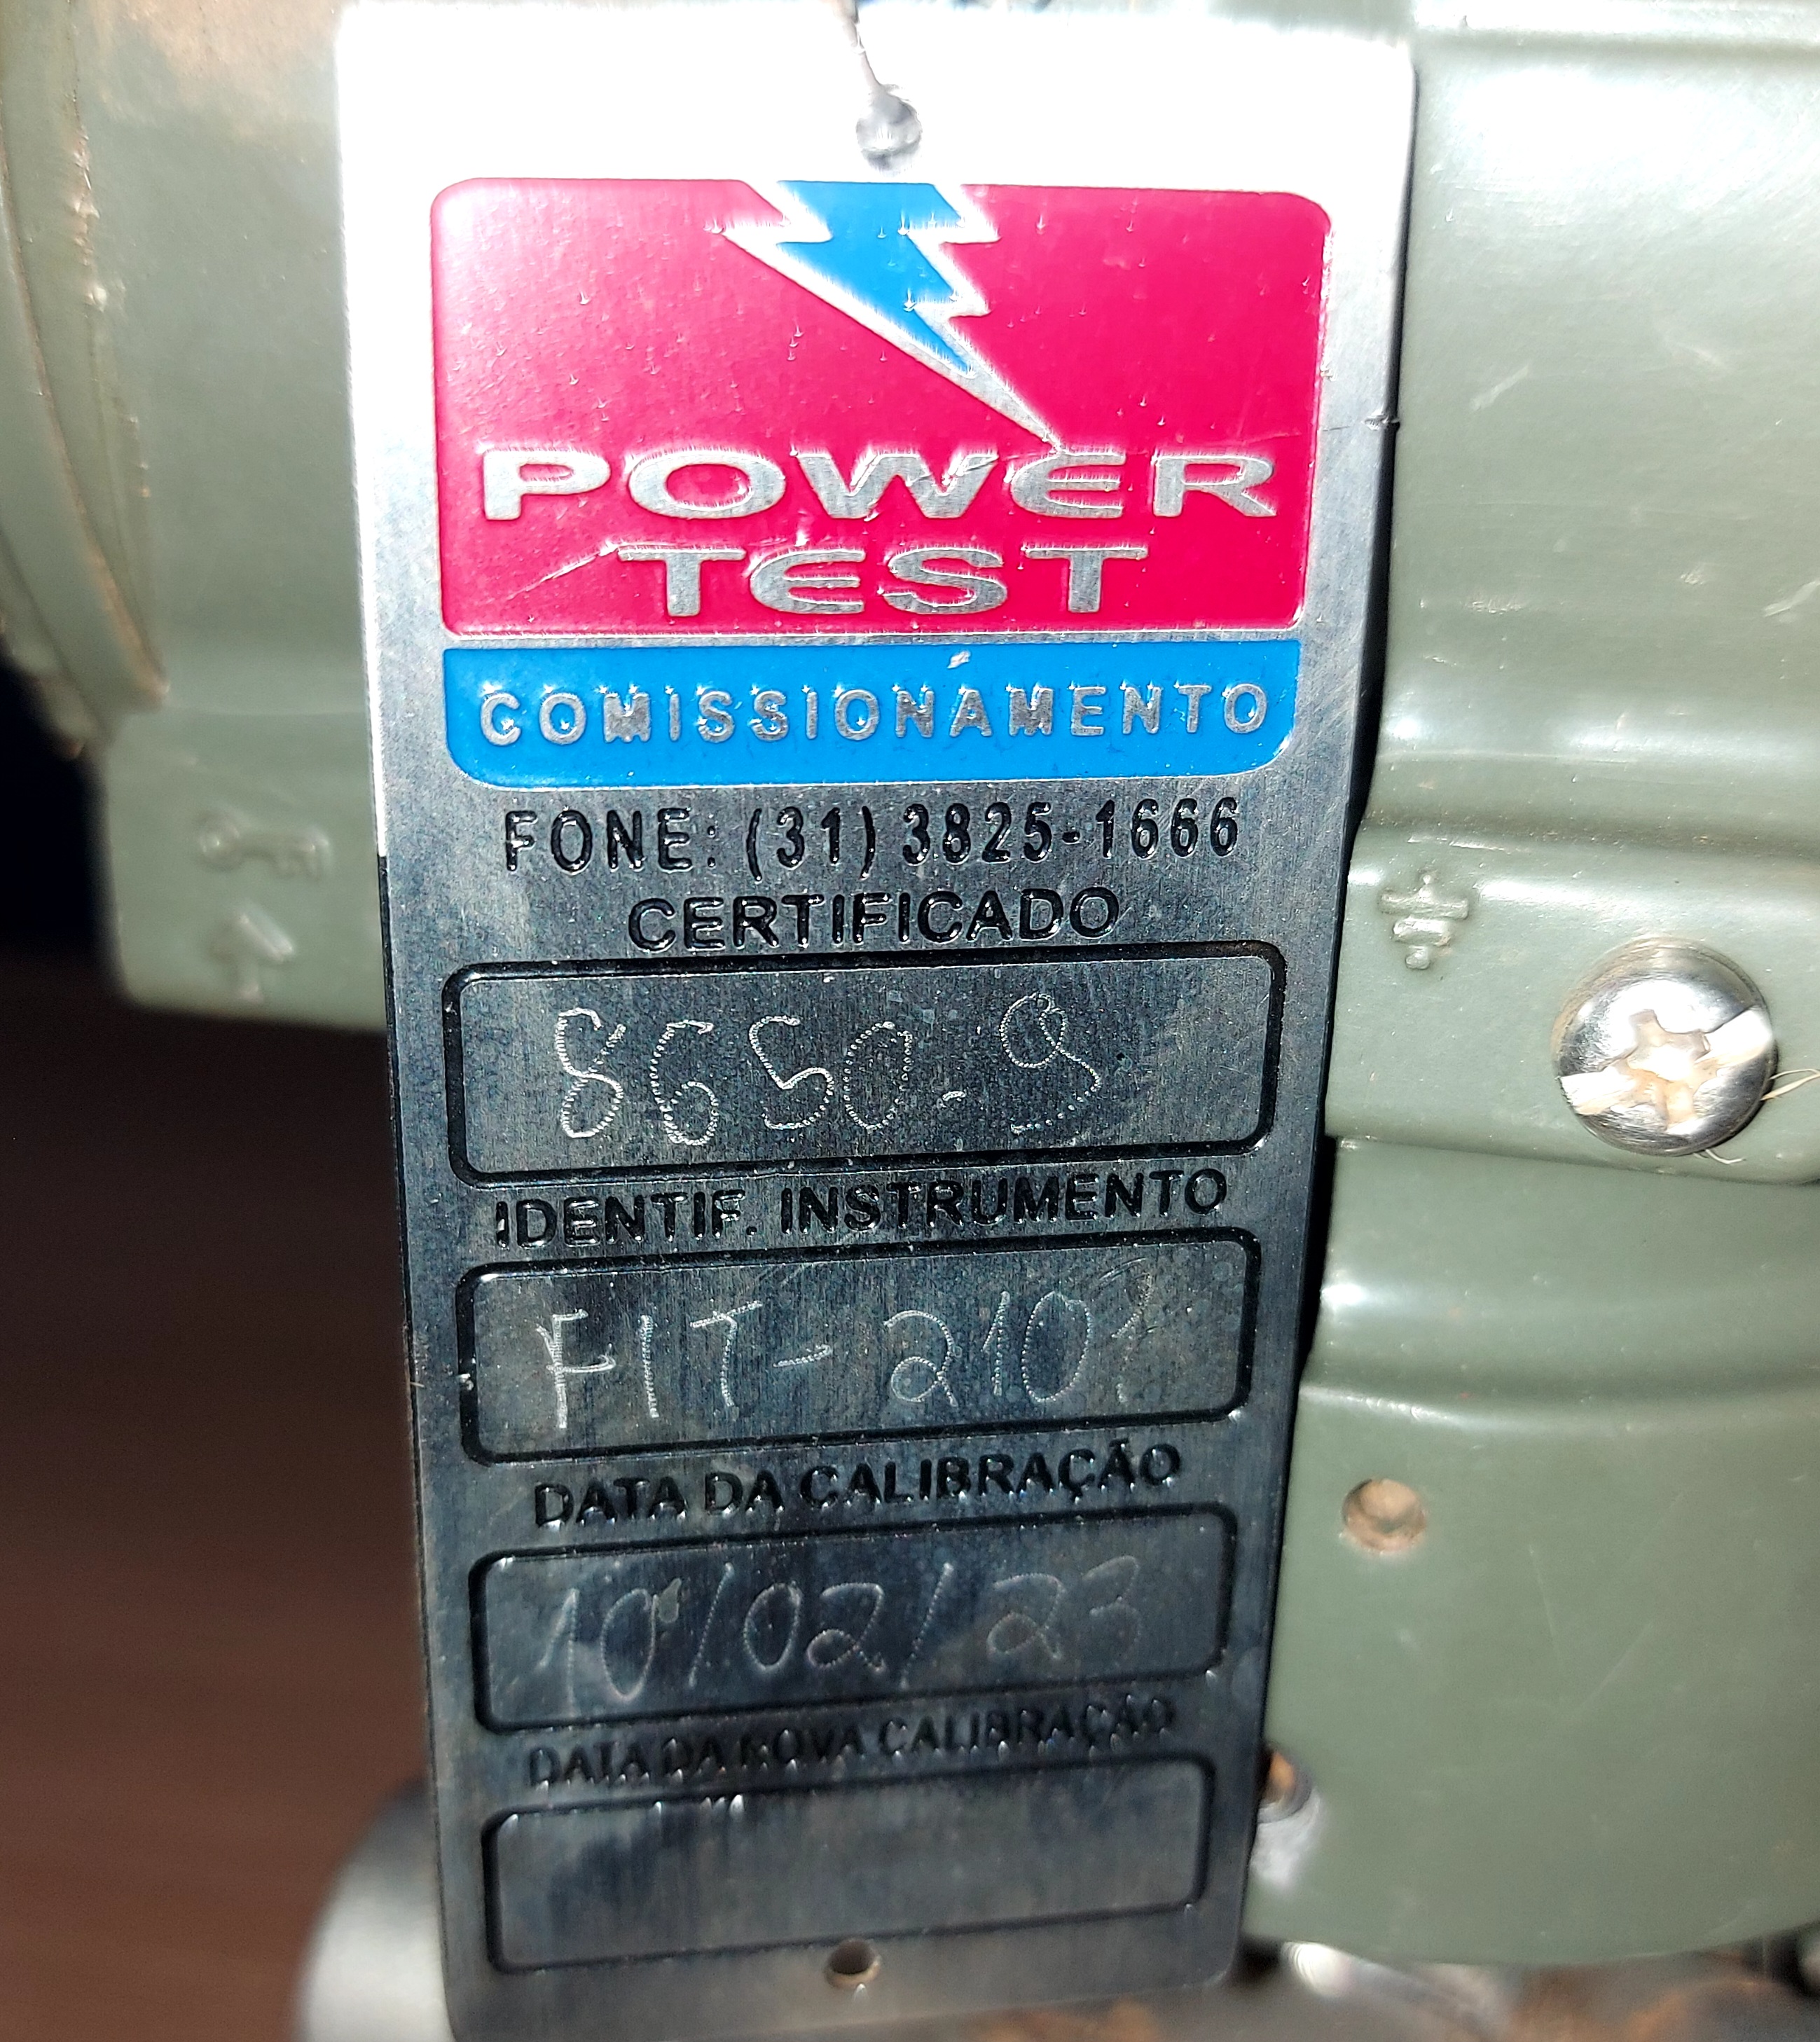 POWER
TEST
COMISSIONAMENTO
FONE: (31) 3825-1666
CERTIFICADO
8650-9
IDENTIF. INSTRUMENTO
DATA DA CALIBRAÇÃO
10/02/23
DATA DA NOVA CALIBRAÇÃO